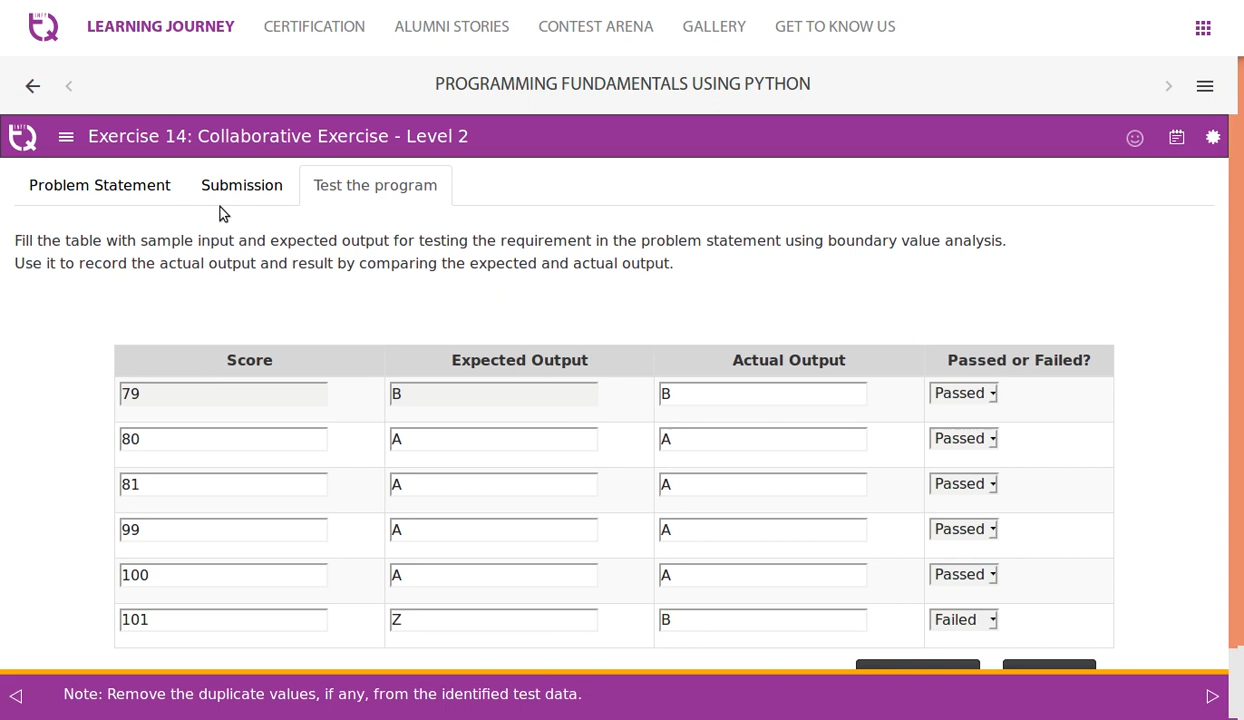 LEARNING JOURNEY CERTIFICATION ALUMNI STORIES CONTEST ARENA GALLERY GET TO KNOW US
PROGRAMMING FUNDAMENTALS USING PYTHON
Exercise 14: Collaborative Exercise - Level 2
Problem Statement Submission Test the program
Fill the table with sample input and expected output for testing the requirement in the problem statement using boundary value analysis.
Use it to record the actual output and result by comparing the expected and actual output.
Score Expected Output Actual Output Passed or Failed?
79 B B Passed
80 A A Passed
81 A A Passed
99 A A Passed
100 A A Passed
101 Z B Failed
Note: Remove the duplicate values, if any, from the identified test data.